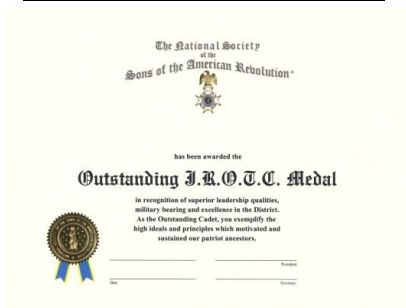 The National Society
of the
Sons of the American Revolution
has been awarded the
Outstanding J.R.O.T.C. Medal
in recognition of superior leadership qualities,
military bearing and excellence in the District.
As the Outstanding Cadet, you exemplify the
high ideals and principles which motivated and
sustained our patriot ancestors.
President
Date
Secretary